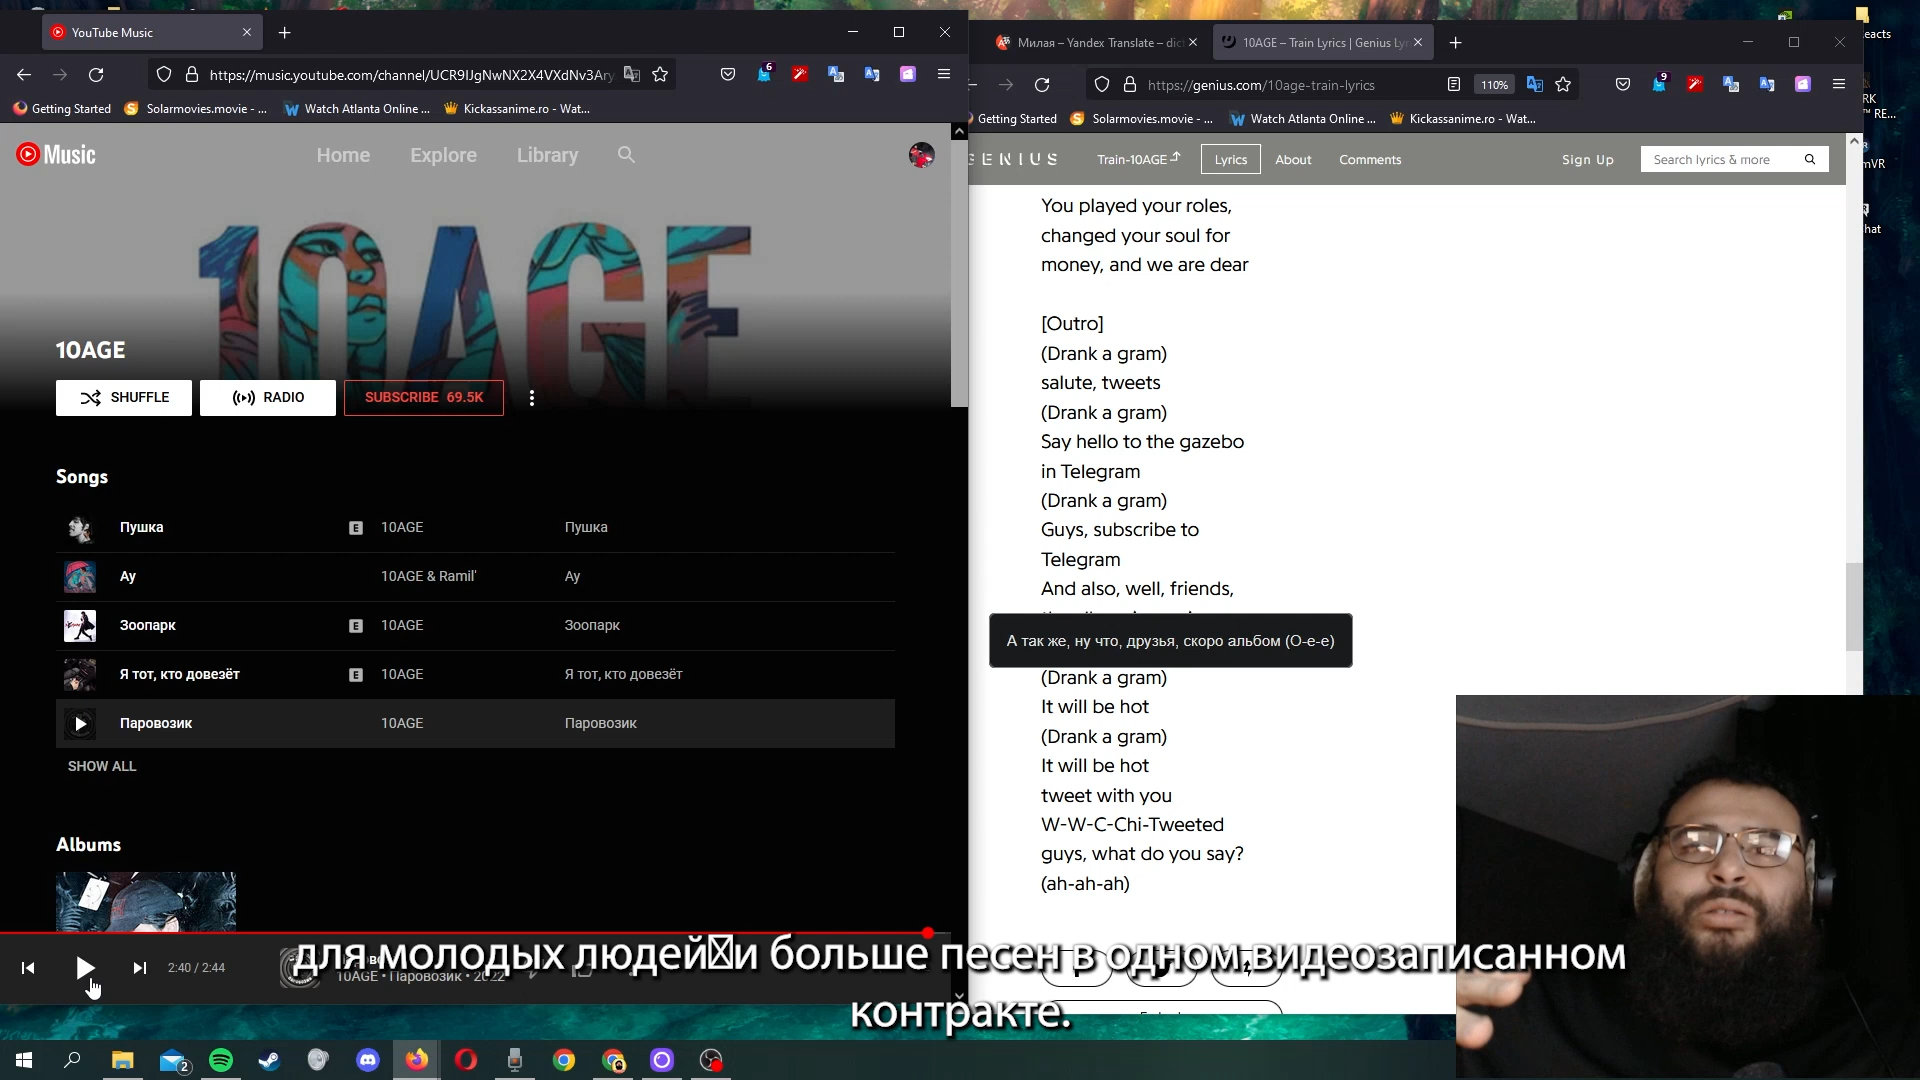 YouTube Music
https://music.youtube.com/channel/UCR9IJgNwNX2X4VXdNv3Ary
6
Getting Started
Solarmovies.movie - ...
Watch Atlanta Online ...
Kickassanime.ro - Wat...
Music
Home
Explore
Library
10AGE
10AGE
SHUFFLE
RADIO
SUBSCRIBE 69.5K
Songs
Пушка
E
10AGE
Пушка
Ау
10AGE & Ramil'
Ау
Зоопарк
E
10AGE
Зоопарк
Я тот, кто довезёт
E
10AGE
Я тот, кто довезёт
Паровозик
10AGE
Паровозик
SHOW ALL
Albums
2:40 / 2:44
10AGE • Паровозик • 2022
Милая – Yandex Translate – dic
10AGE – Train Lyrics | Genius Ly
https://genius.com/10age-train-lyrics
110%
9
Getting Started
Solarmovies.movie - ...
Watch Atlanta Online ...
Kickassanime.ro - Wat...
GENIUS
Train-10AGE
Lyrics
About
Comments
Sign Up
Search lyrics & more
You played your roles,
changed your soul for
money, and we are dear
[Outro]
(Drank a gram)
salute, tweets
(Drank a gram)
Say hello to the gazebo
in Telegram
(Drank a gram)
Guys, subscribe to
Telegram
And also, well, friends,
А так же, ну что, друзья, скоро альбом (О-е-е)
(Drank a gram)
It will be hot
(Drank a gram)
It will be hot
tweet with you
W-W-C-Chi-Tweeted
guys, what do you say?
(ah-ah-ah)
для молодых людей и больше песен в одном видеозаписанном
контракте.
2